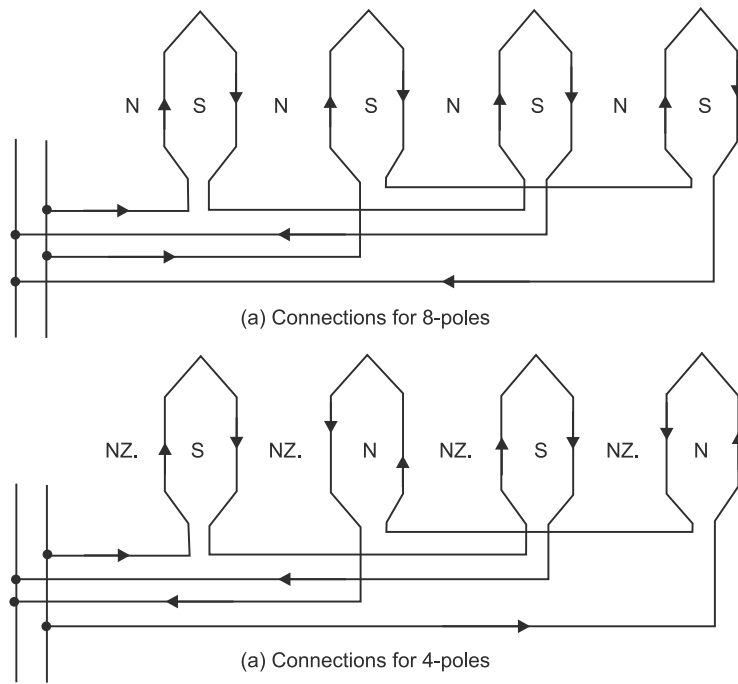 N S N S N S N S
(a) Connections for 8-poles
NZ. S NZ. N NZ. S NZ. N
(a) Connections for 4-poles